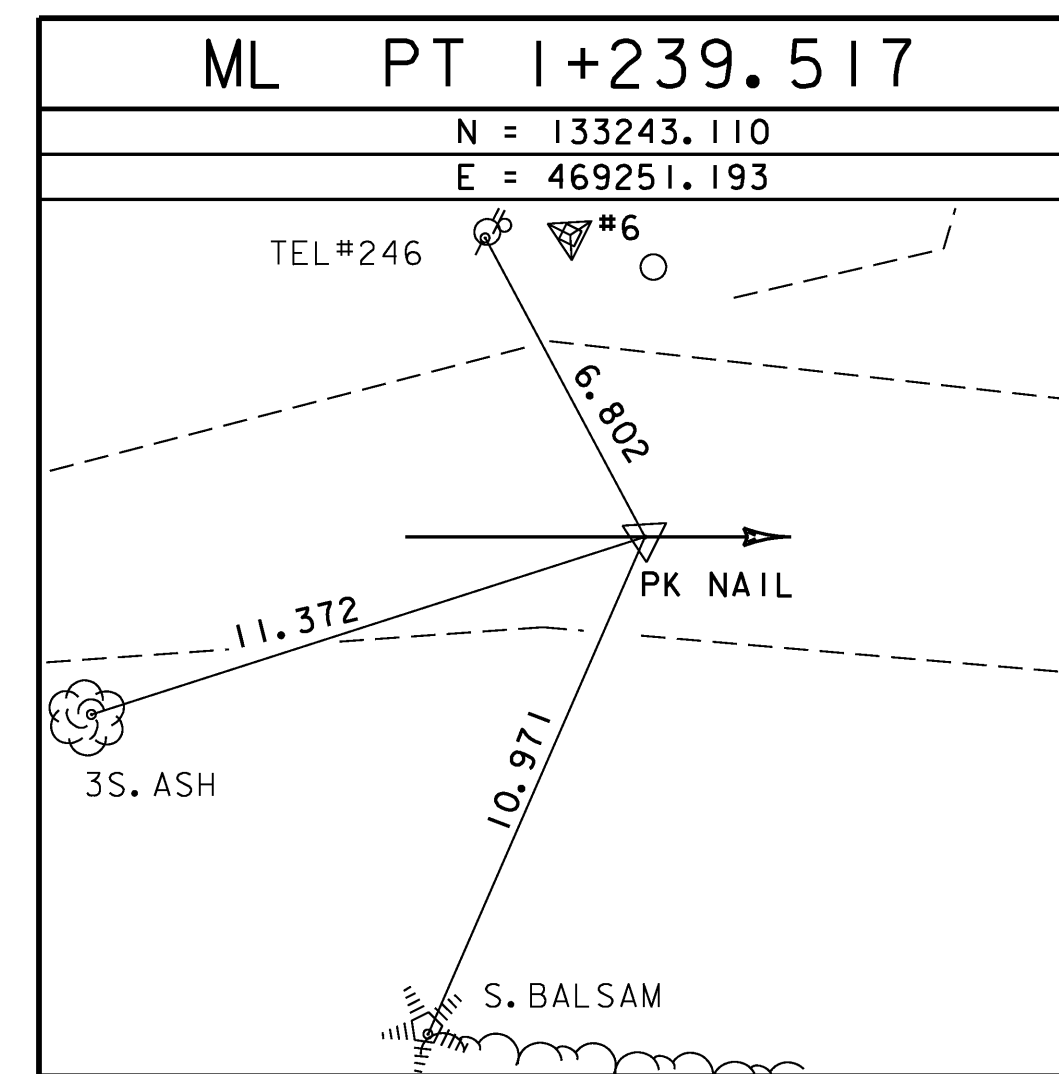 ML PT 1+239.517
N = 133243.110
E = 469251.193
#6
TEL#246
6.802
PK NAIL
11.372
10.971
3S. ASH
S. BALSAM